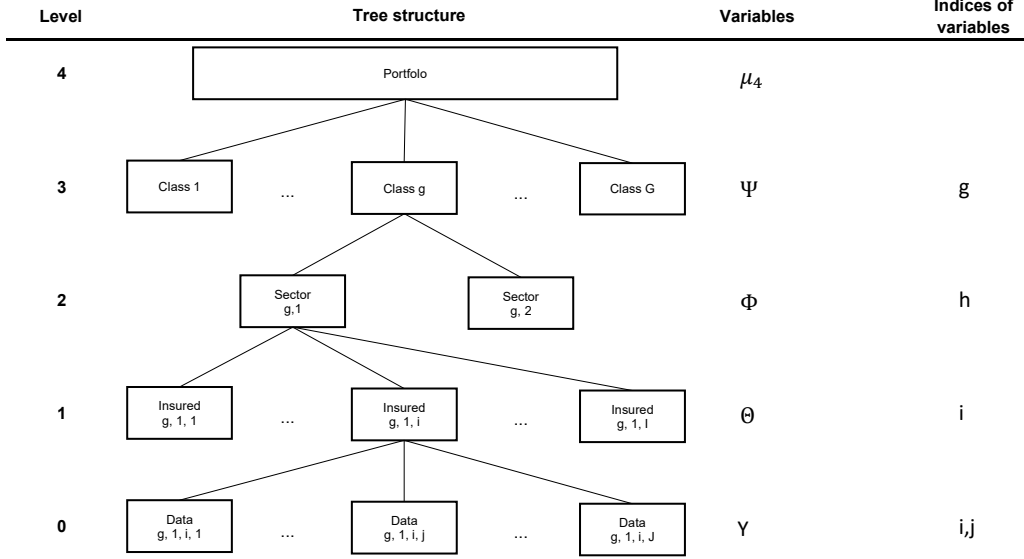 Level Tree structure Variables Indices of variables
4 Portfolo μ₄
3 Class 1 ... Class g ... Class G Ψ g
2 Sector g,1 Sector g, 2 Φ h
1 Insured g, 1, 1 ... Insured g, 1, i ... Insured g, 1, I Θ i
0 Data g, 1, i, 1 ... Data g, 1, i, j ... Data g, 1, i, J Y i,j